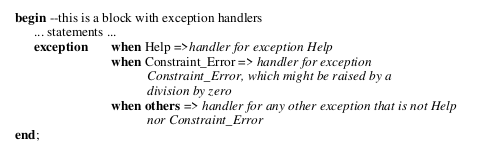 begin --this is a block with exception handlers
... statements ...
exception when Help =>handler for exception Help
when Constraint_Error => handler for exception
Constraint_Error, which might be raised by a
division by zero
when others => handler for any other exception that is not Help
nor Constraint_Error
end;